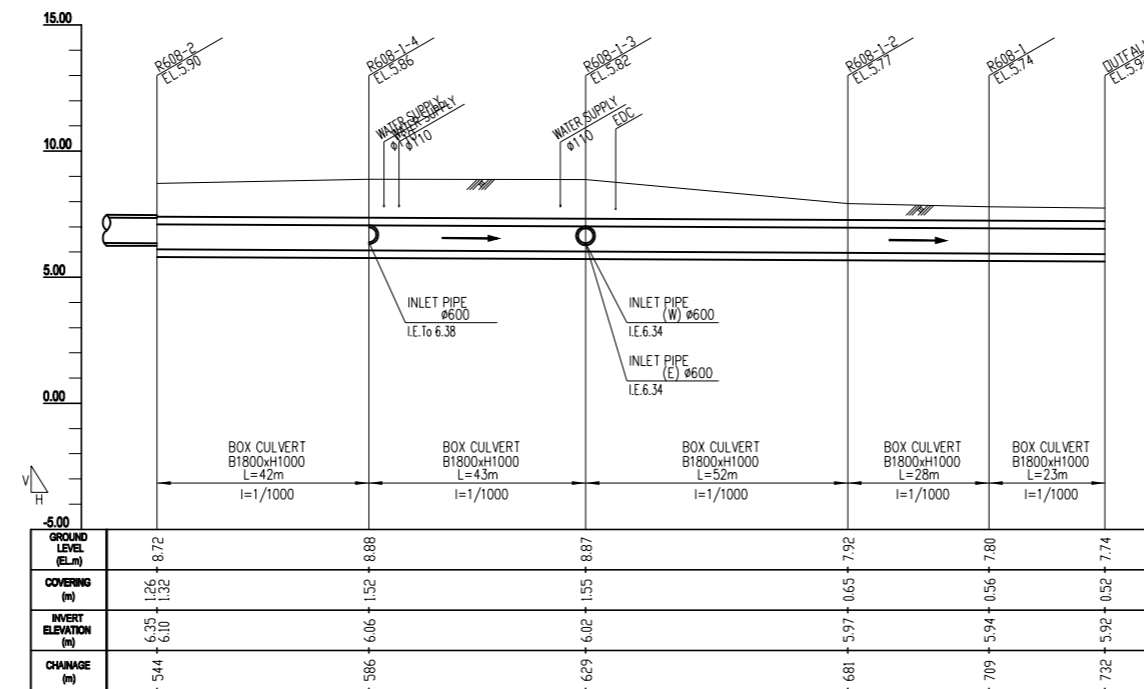 15.00
10.00
5.00
0.00
-5.00
R608-2
EL.5.90
R608-1-4
EL.5.86
R608-1-3
EL.5.82
R608-1-2
EL.5.77
R608-1
EL.5.74
OUTFALL
WATER SUPPLY
WATER SUPPLY
ø110
WATER SUPPLY
ø110
EDC
INLET PIPE
ø600
I.E.To 6.38
INLET PIPE
(W) ø600
I.E.6.34
INLET PIPE
(E) ø600
I.E.6.34
V
H
BOX CULVERT
B1800xH1000
L=42m
I=1/1000
BOX CULVERT
B1800xH1000
L=43m
I=1/1000
BOX CULVERT
B1800xH1000
L=52m
I=1/1000
BOX CULVERT
B1800xH1000
L=28m
I=1/1000
BOX CULVERT
B1800xH1000
L=23m
I=1/1000
GROUND
LEVEL
(EL.m)
8.72
8.88
8.87
7.92
7.80
7.74
COVERING
(m)
1.26
1.32
1.52
1.55
0.65
0.56
0.52
INVERT
ELEVATION
(m)
6.35
6.10
6.06
6.02
5.97
5.94
5.92
CHAINAGE
(m)
544
586
629
681
709
732